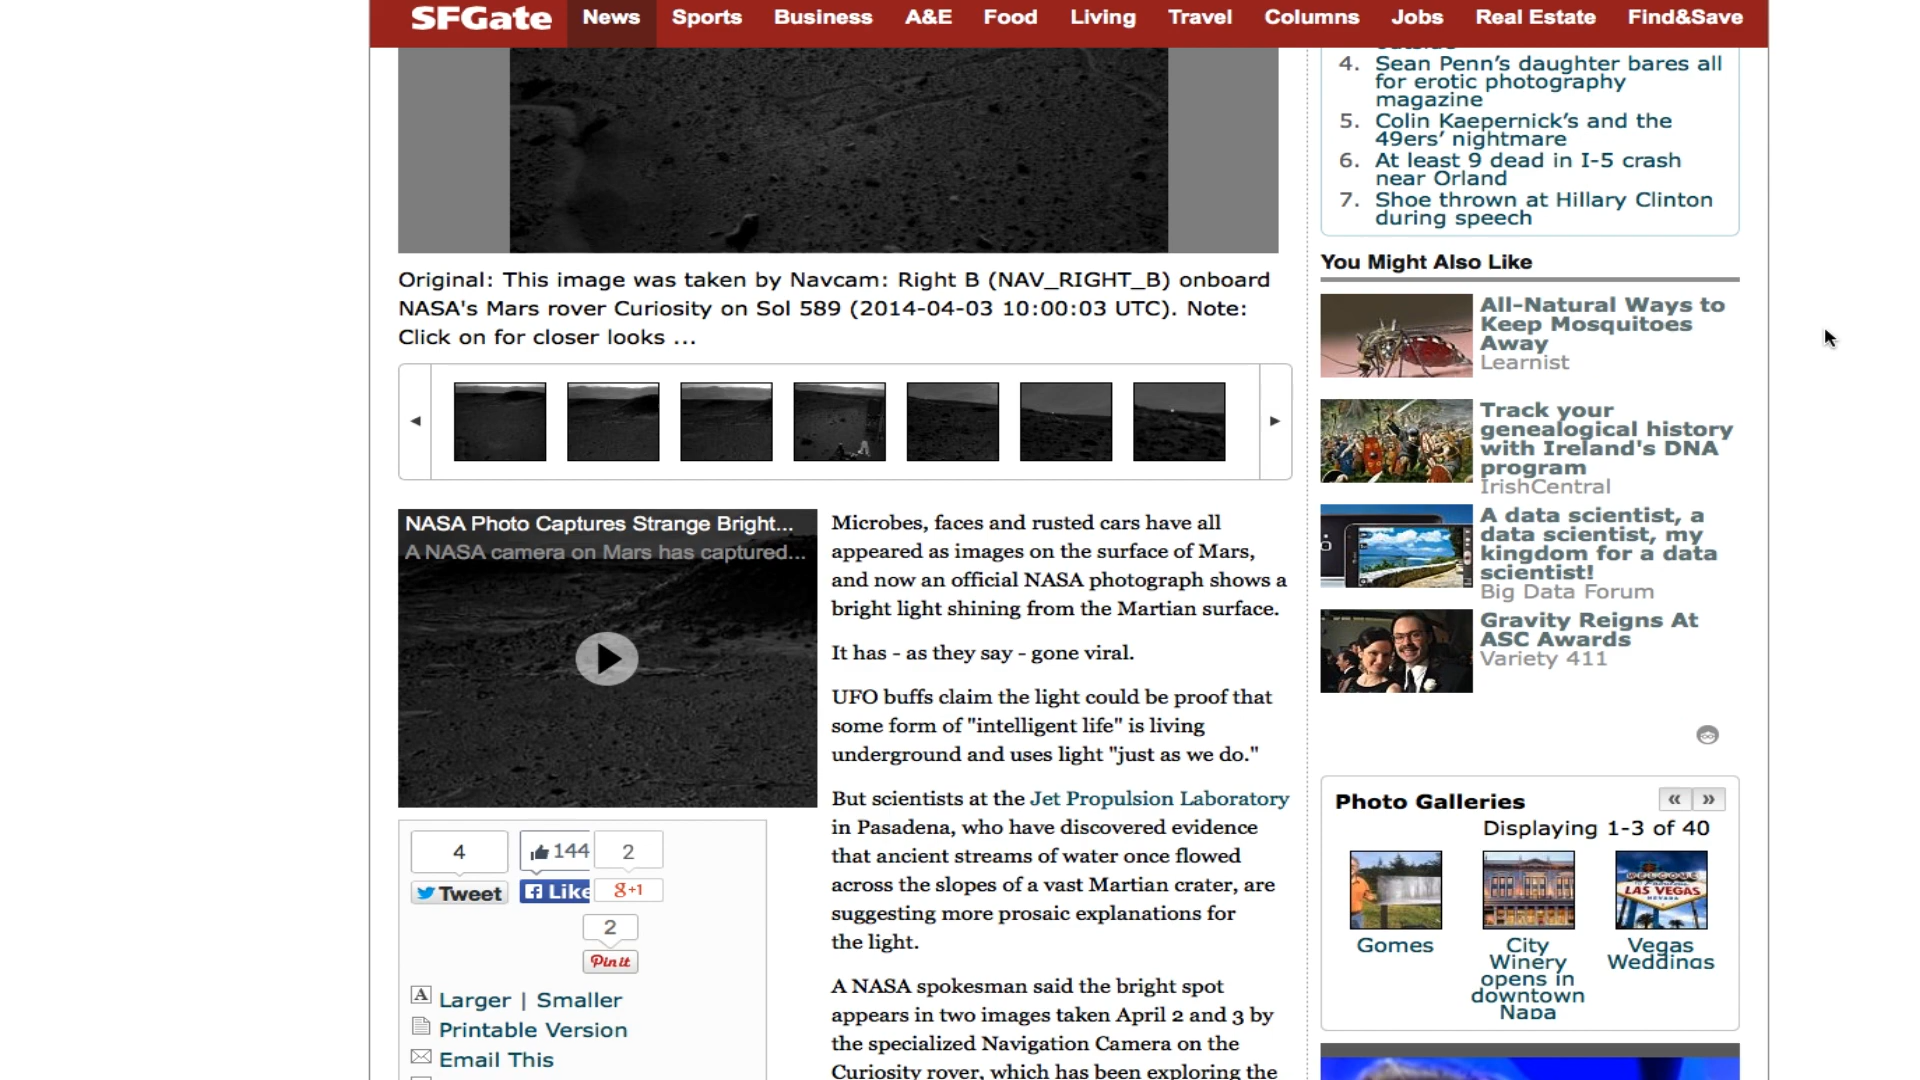 SFGate News Sports Business A&E Food Living Travel Columns Jobs Real Estate Find&Save
4. Sean Penn's daughter bares all
for erotic photography
magazine
5. Colin Kaepernick's and the
49ers' nightmare
6. At least 9 dead in I-5 crash
near Orland
7. Shoe thrown at Hillary Clinton
during speech
Original: This image was taken by Navcam: Right B (NAV_RIGHT_B) onboard
NASA's Mars rover Curiosity on Sol 589 (2014-04-03 10:00:03 UTC). Note:
Click on for closer looks ...
NASA Photo Captures Strange Bright...
A NASA camera on Mars has captured...
Microbes, faces and rusted cars have all
appeared as images on the surface of Mars,
and now an official NASA photograph shows a
bright light shining from the Martian surface.
It has - as they say - gone viral.
UFO buffs claim the light could be proof that
some form of "intelligent life" is living
underground and uses light "just as we do."
But scientists at the Jet Propulsion Laboratory
in Pasadena, who have discovered evidence
that ancient streams of water once flowed
across the slopes of a vast Martian crater, are
suggesting more prosaic explanations for
the light.
A NASA spokesman said the bright spot
appears in two images taken April 2 and 3 by
the specialized Navigation Camera on the
Curiosity rover, which has been exploring the
4 144 2
Tweet Like g+1
2
Pin it
A Larger | Smaller
Printable Version
Email This
You Might Also Like
All-Natural Ways to
Keep Mosquitoes
Away
Learnist
Track your
genealogical history
with Ireland's DNA
program
IrishCentral
A data scientist, a
data scientist, my
kingdom for a data
scientist!
Big Data Forum
Gravity Reigns At
ASC Awards
Variety 411
Photo Galleries « »
Displaying 1-3 of 40
WELCOME
LAS VEGAS
NEVADA
Gomes
City
Winery
opens in
downtown
Napa
Vegas
Weddings